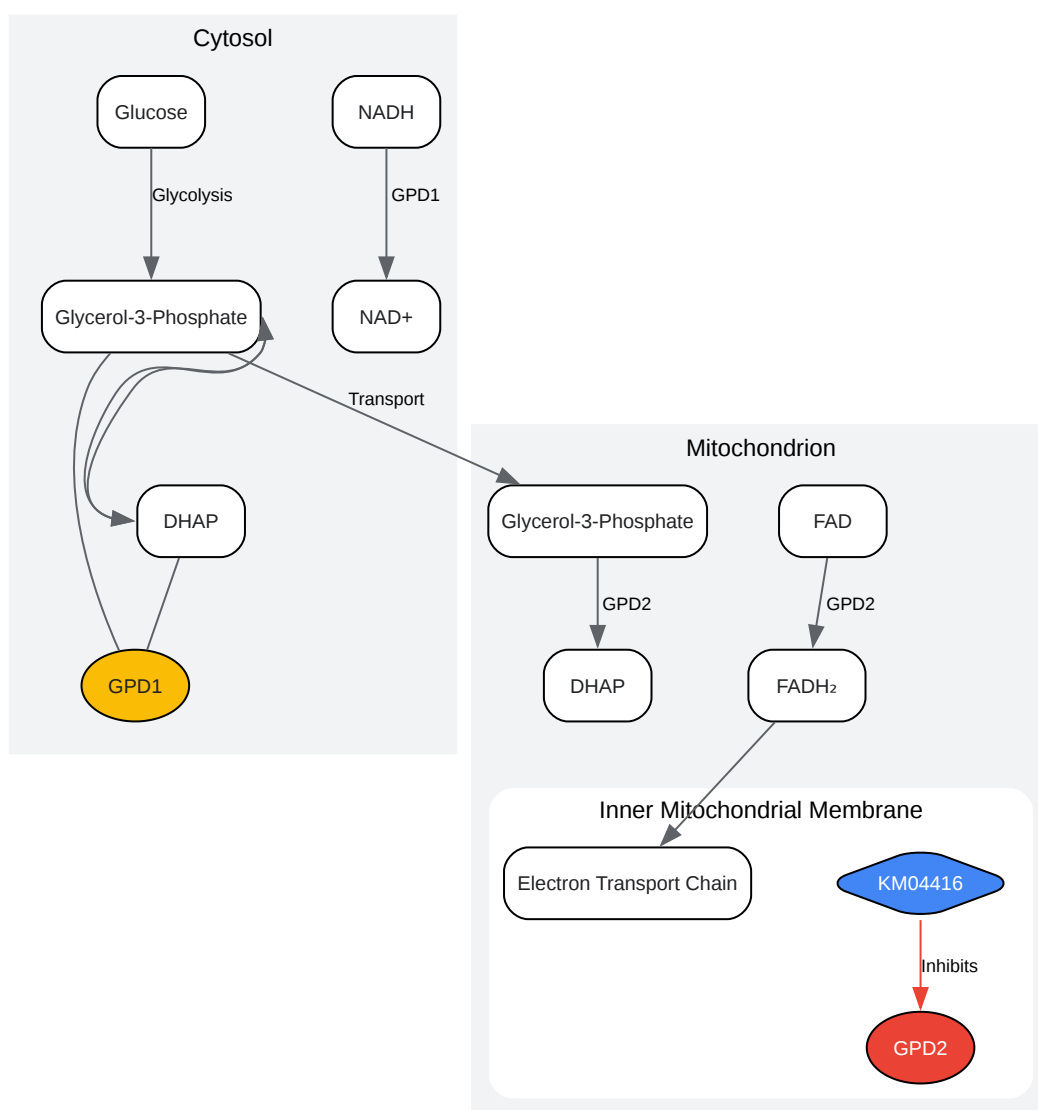 Cytosol
Glucose
NADH
Glycolysis
GPD1
Glycerol-3-Phosphate
NAD+
Transport
DHAP
GPD1
Mitochondrion
Glycerol-3-Phosphate
FAD
GPD2
GPD2
DHAP
FADH₂
Inner Mitochondrial Membrane
Electron Transport Chain
KM04416
Inhibits
GPD2